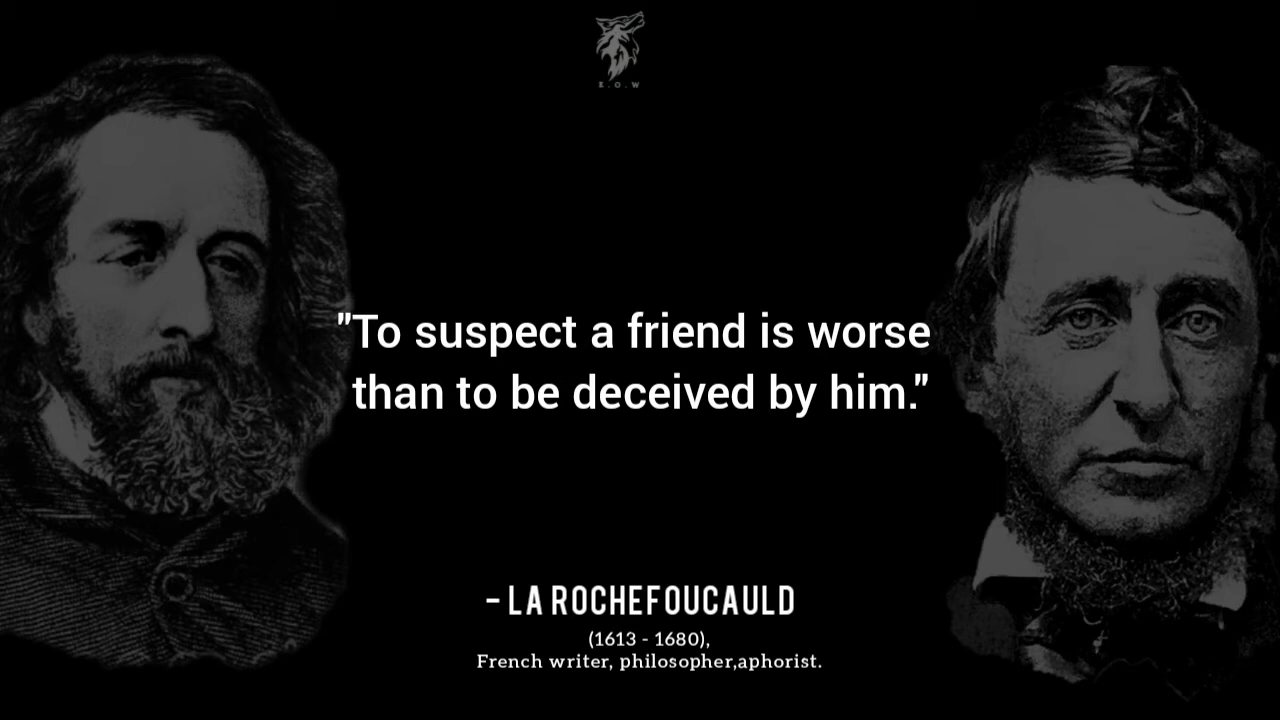 E.O.W
"To suspect a friend is worse
than to be deceived by him."
- LA ROCHEFOUCAULD
(1613 - 1680),
French writer, philosopher,aphorist.